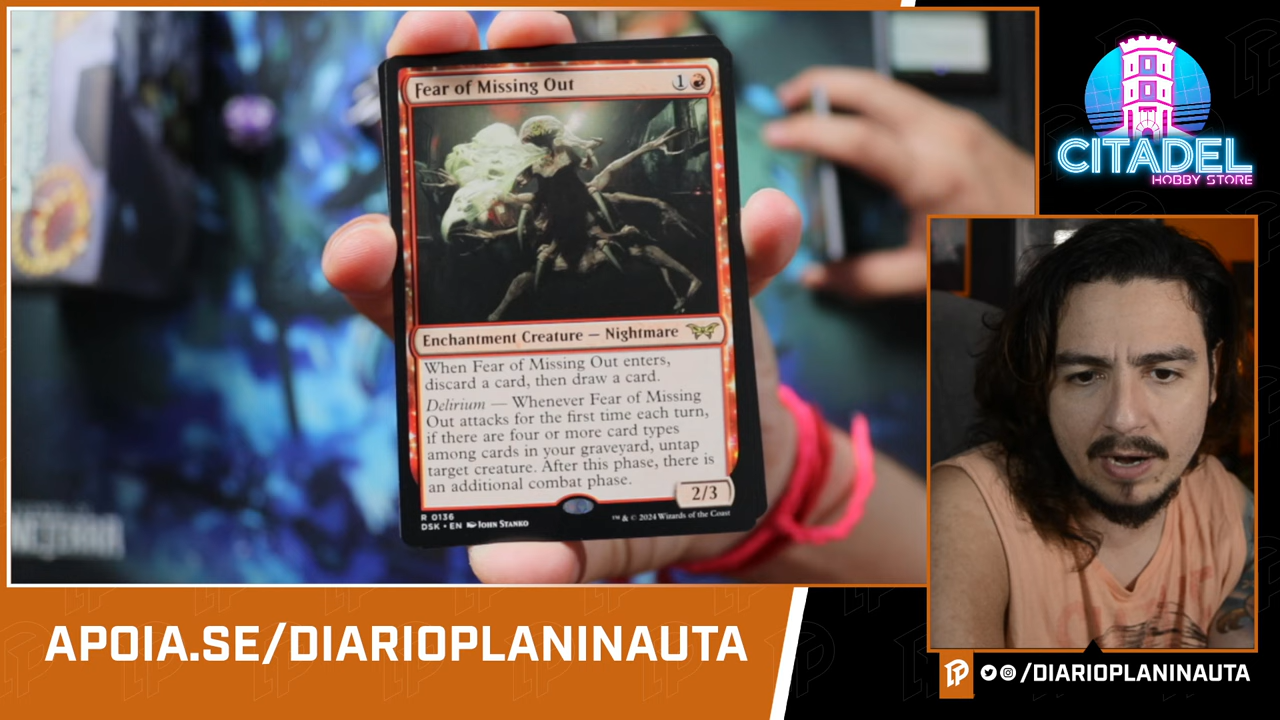 Fear of Missing Out
1
Enchantment Creature — Nightmare
When Fear of Missing Out enters,
discard a card, then draw a card.
Delirium — Whenever Fear of Missing
Out attacks for the first time each turn,
if there are four or more card types
among cards in your graveyard, untap
target creature. After this phase, there is
an additional combat phase.
2/3
R 0136
DSK • EN John Stanko
™ & © 2024 Wizards of the Coast
CITADEL
HOBBY STORE
APOIA.SE/DIARIOPLANINAUTA
/DIARIOPLANINAUTA